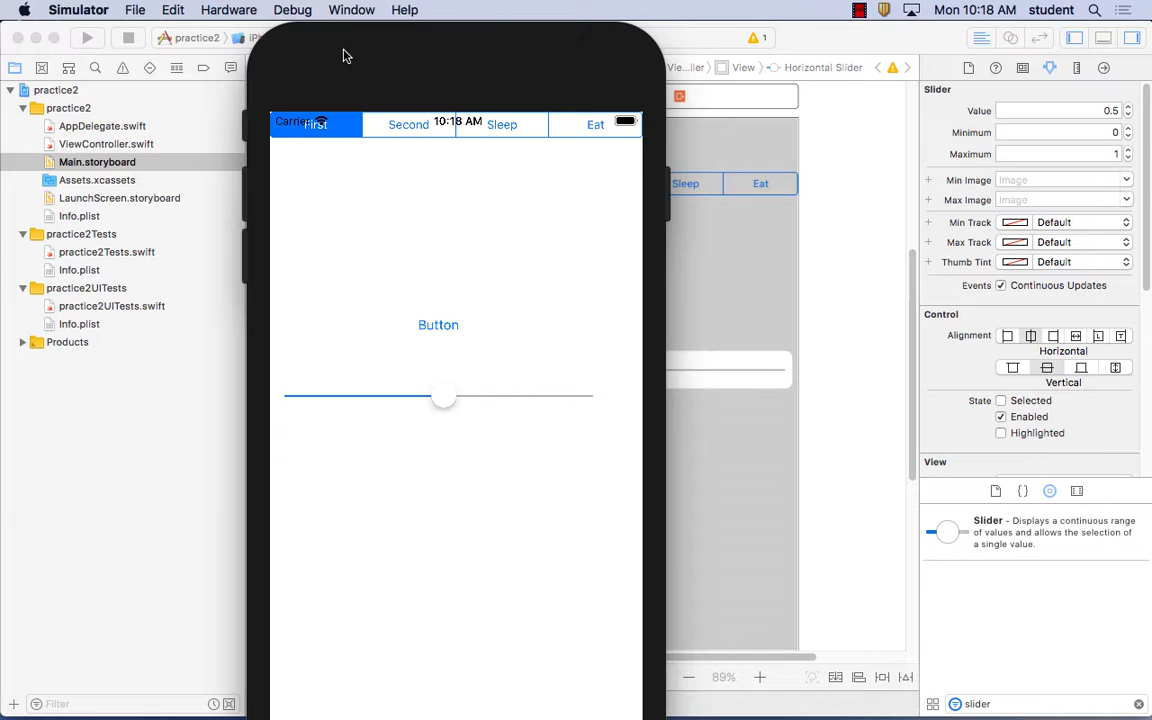 Simulator File Edit Hardware Debug Window Help Mon 10:18 AM student
practice2 1
View Horizontal Slider
practice2
practice2
AppDelegate.swift
ViewController.swift
Main.storyboard
Assets.xcassets
LaunchScreen.storyboard
Info.plist
practice2Tests
practice2Tests.swift
Info.plist
practice2UITests
practice2UITests.swift
Info.plist
Products
Filter
10:18 AM
First Second Sleep Eat
Button
Sleep Eat
89%
Slider
Value 0.5
Minimum 0
Maximum 1
Min Image Image
Max Image Image
Min Track Default
Max Track Default
Thumb Tint Default
Events Continuous Updates
Control
Alignment
Horizontal
Vertical
State Selected
Enabled
Highlighted
View
Slider - Displays a continuous range
of values and allows the selection of
a single value.
slider